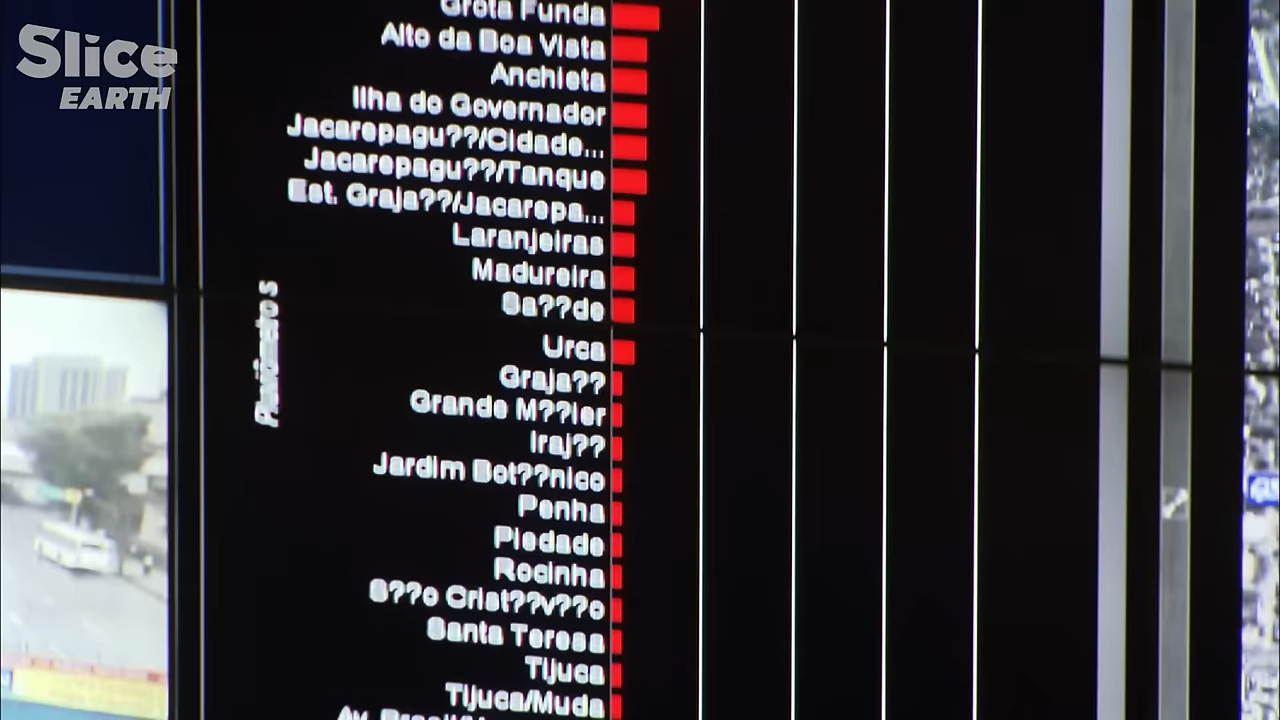 Slice
EARTH
Grota Funda
Alto da Boa Vista
Anchieta
Ilha do Governador
Jacarepagu??/Cidade...
Jacarepagu??/Tanque
Est. Graja??/Jacarepa...
Laranjeiras
Madureira
Sa??de
Urca
Graja??
Grande M??ier
Iraj??
Jardim Bot??nico
Penha
Piedade
Rocinha
S??o Crist??v??o
Santa Teresa
Tijuca
Tijuca/Muda